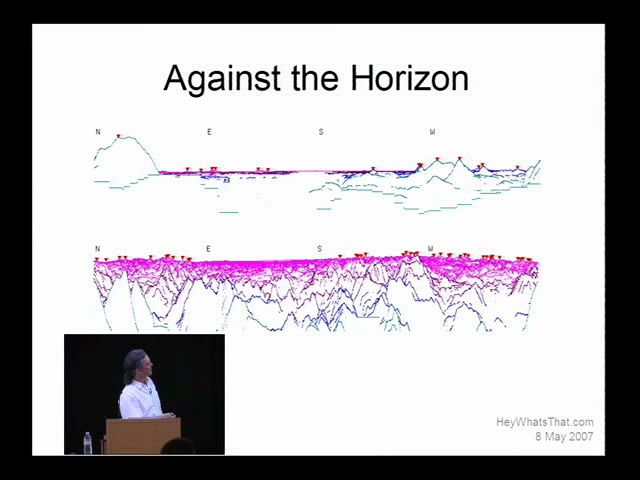 Against the Horizon
N E S W
N E S W
HeyWhatsThat.com
8 May 2007